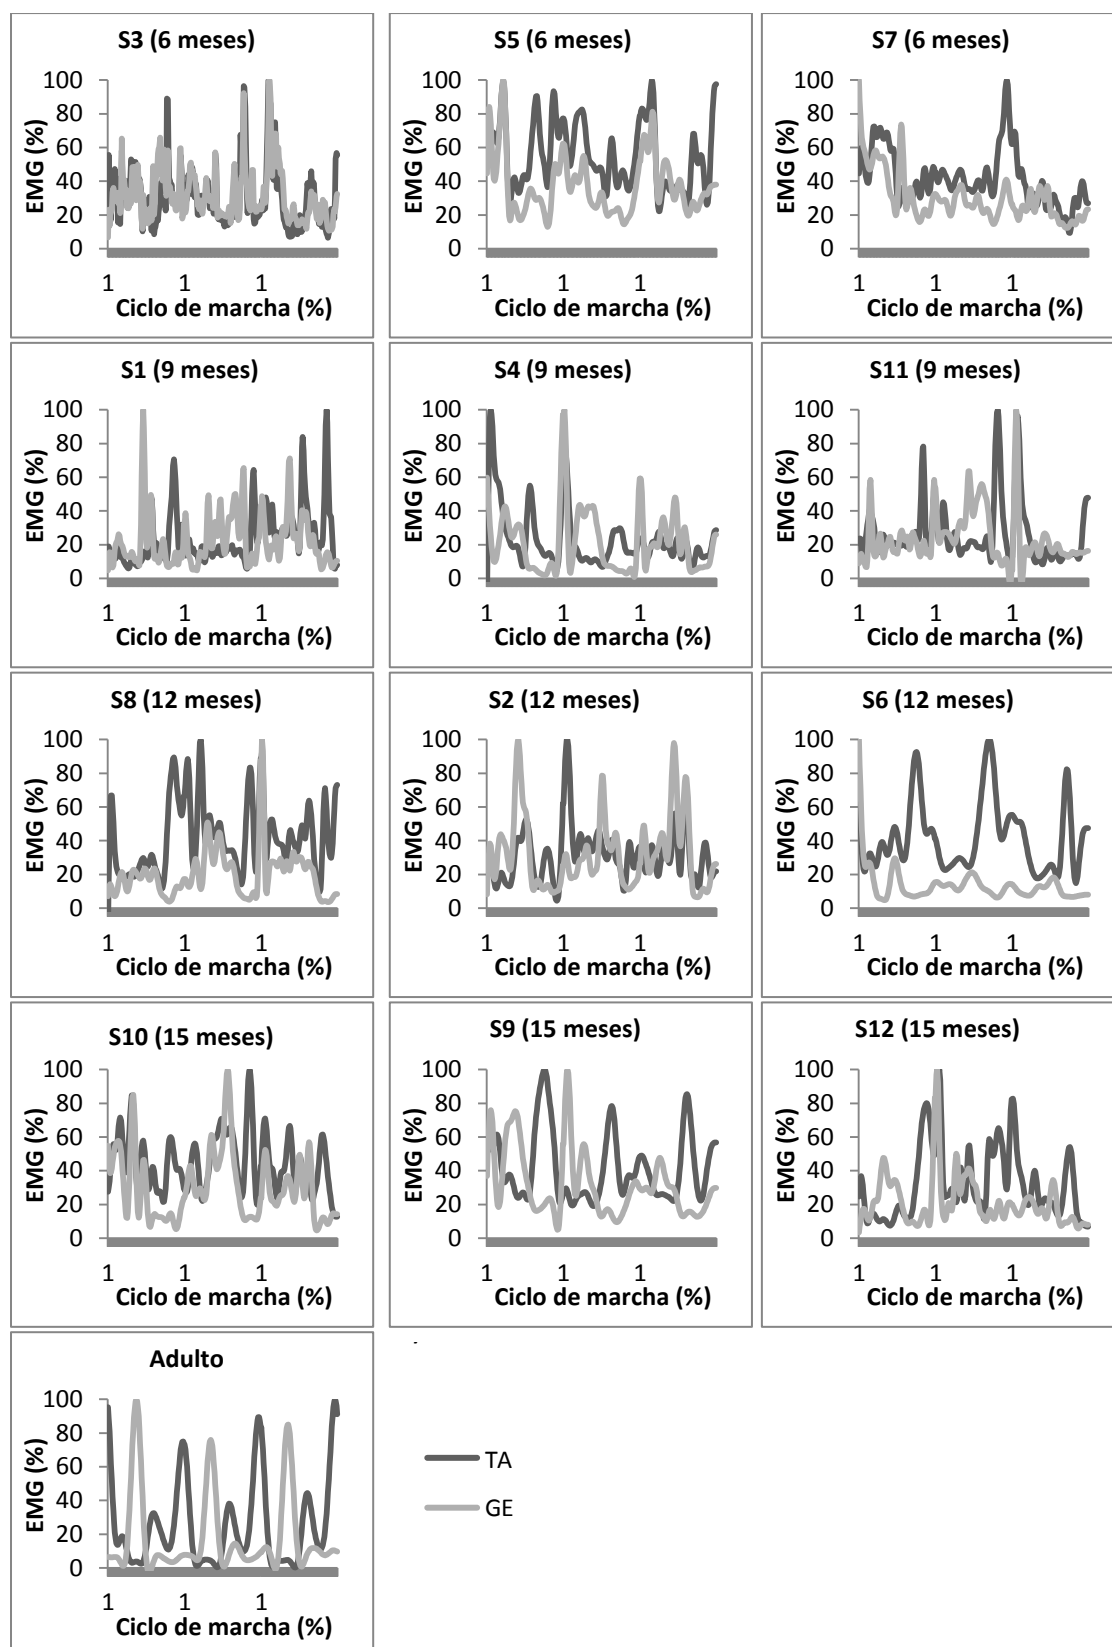 S3 (6 meses)
EMG (%)
100
80
60
40
20
0
1 1 1
Ciclo de marcha (%)
S5 (6 meses)
EMG (%)
100
80
60
40
20
0
1 1 1
Ciclo de marcha (%)
S7 (6 meses)
EMG (%)
100
80
60
40
20
0
1 1 1
Ciclo de marcha (%)
S1 (9 meses)
EMG (%)
100
80
60
40
20
0
1 1 1
Ciclo de marcha (%)
S4 (9 meses)
EMG (%)
100
80
60
40
20
0
1 1 1
Ciclo de marcha (%)
S11 (9 meses)
EMG (%)
100
80
60
40
20
0
1 1 1
Ciclo de marcha (%)
S8 (12 meses)
EMG (%)
100
80
60
40
20
0
1 1 1
Ciclo de marcha (%)
S2 (12 meses)
EMG (%)
100
80
60
40
20
0
1 1 1
Ciclo de marcha (%)
S6 (12 meses)
EMG (%)
100
80
60
40
20
0
1 1 1
Ciclo de marcha (%)
S10 (15 meses)
EMG (%)
100
80
60
40
20
0
1 1 1
Ciclo de marcha (%)
S9 (15 meses)
EMG (%)
100
80
60
40
20
0
1 1 1
Ciclo de marcha (%)
S12 (15 meses)
EMG (%)
100
80
60
40
20
0
1 1 1
Ciclo de marcha (%)
Adulto
EMG (%)
100
80
60
40
20
0
1 1 1
Ciclo de marcha (%)
TA
GE